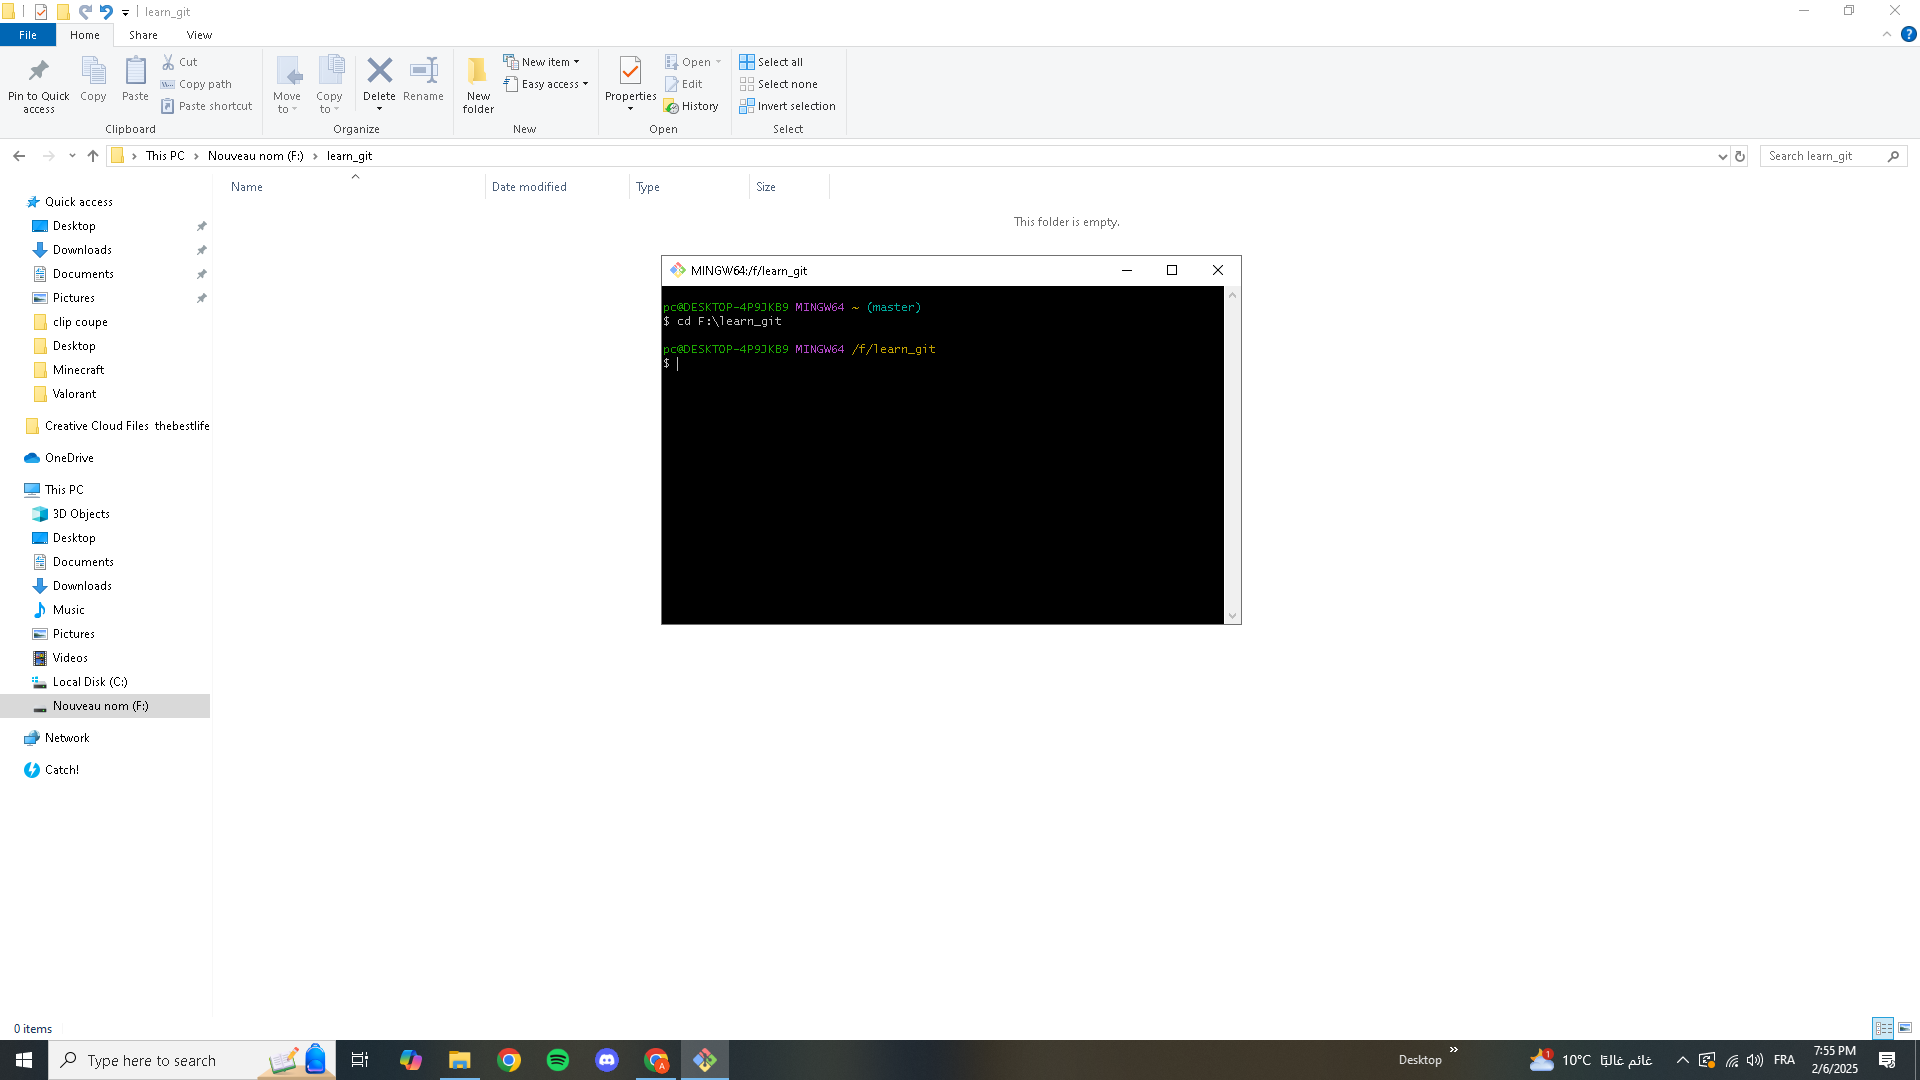 learn_git
File
Home
Share
View
Pin to Quick access
Copy
Paste
Cut
Copy path
Paste shortcut
Clipboard
Move to
Copy to
Delete
Rename
Organize
New folder
New item
Easy access
New
Properties
Open
Edit
History
Open
Select all
Select none
Invert selection
Select
This PC
Nouveau nom (F:)
learn_git
Search learn_git
Name
Date modified
Type
Size
This folder is empty.
Quick access
Desktop
Downloads
Documents
Pictures
clip coupe
Desktop
Minecraft
Valorant
Creative Cloud Files thebestlife
OneDrive
This PC
3D Objects
Desktop
Documents
Downloads
Music
Pictures
Videos
Local Disk (C:)
Nouveau nom (F:)
Network
Catch!
MINGW64:/f/learn_git
pc@DESKTOP-4P9JKB9 MINGW64 ~ (master)
$ cd F:\learn_git
pc@DESKTOP-4P9JKB9 MINGW64 /f/learn_git
$
0 items
Type here to search
A
Desktop
1
10°C غائم غالبًا
FRA
7:55 PM
2/6/2025